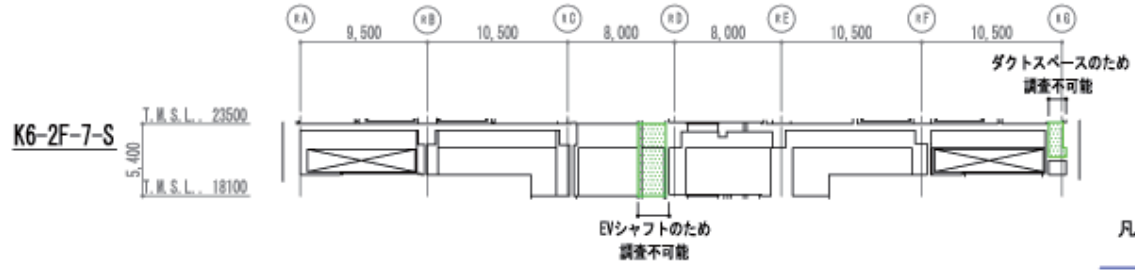 RA RB RC RD RE RF RG
9,500 10,500 8,000 8,000 10,500 10,500
ダクトスペースのため
調査不可能
T.M.S.L.. 23500
K6-2F-7-S
5,400
T.M.S.L.. 18100
EVシャフトのため
調査不可能
凡